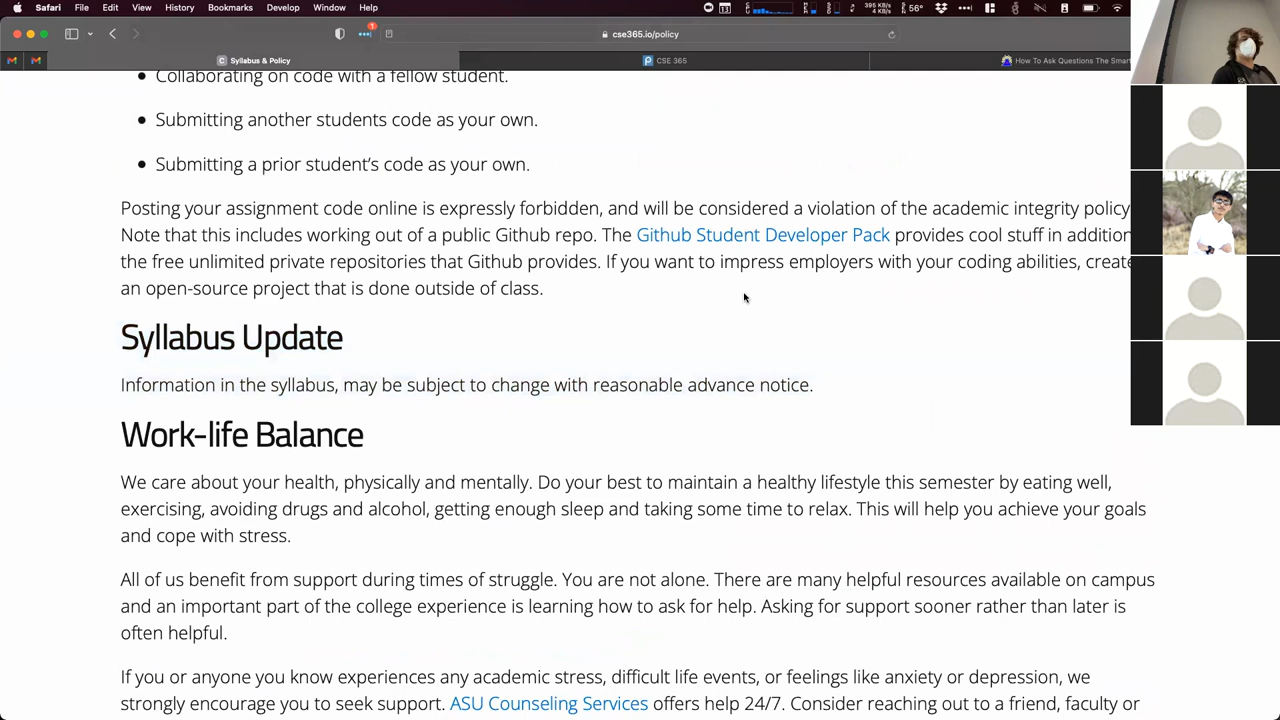 Safari File Edit View History Bookmarks Develop Window Help
395 KB/s
4 KB/s
56°
cse365.io/policy
1
Syllabus & Policy
CSE 365
How To Ask Questions The Smart
Collaborating on code with a fellow student.
Submitting another students code as your own.
Submitting a prior student's code as your own.
Posting your assignment code online is expressly forbidden, and will be considered a violation of the academic integrity policy
Note that this includes working out of a public Github repo. The Github Student Developer Pack provides cool stuff in addition
the free unlimited private repositories that Github provides. If you want to impress employers with your coding abilities, create
an open-source project that is done outside of class.
Syllabus Update
Information in the syllabus, may be subject to change with reasonable advance notice.
Work-life Balance
We care about your health, physically and mentally. Do your best to maintain a healthy lifestyle this semester by eating well,
exercising, avoiding drugs and alcohol, getting enough sleep and taking some time to relax. This will help you achieve your goals
and cope with stress.
All of us benefit from support during times of struggle. You are not alone. There are many helpful resources available on campus
and an important part of the college experience is learning how to ask for help. Asking for support sooner rather than later is
often helpful.
If you or anyone you know experiences any academic stress, difficult life events, or feelings like anxiety or depression, we
strongly encourage you to seek support. ASU Counseling Services offers help 24/7. Consider reaching out to a friend, faculty or